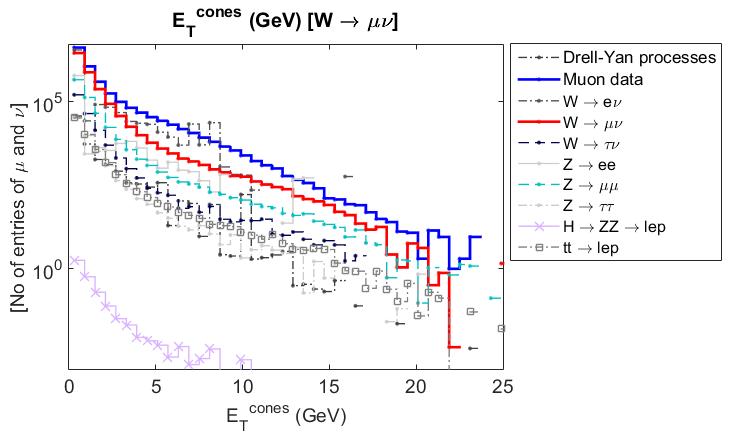 E_T^cones (GeV) [W → μν]
[No of entries of μ and ν]
10^5
10^0
0 5 10 15 20 25
E_T^cones (GeV)
Drell-Yan processes
Muon data
W → eν
W → μν
W → τν
Z → ee
Z → μμ
Z → ττ
H → ZZ → lep
tt → lep